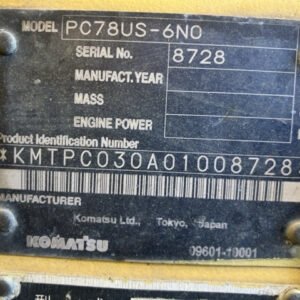 MODEL PC78US-6N0
SERIAL No. 8728
MANUFACT. YEAR
MASS
ENGINE POWER
Product Identification Number
*KMTPC030A01008728
MANUFACTURER
Komatsu Ltd., Tokyo, Japan
KOMATSU 09601-10001